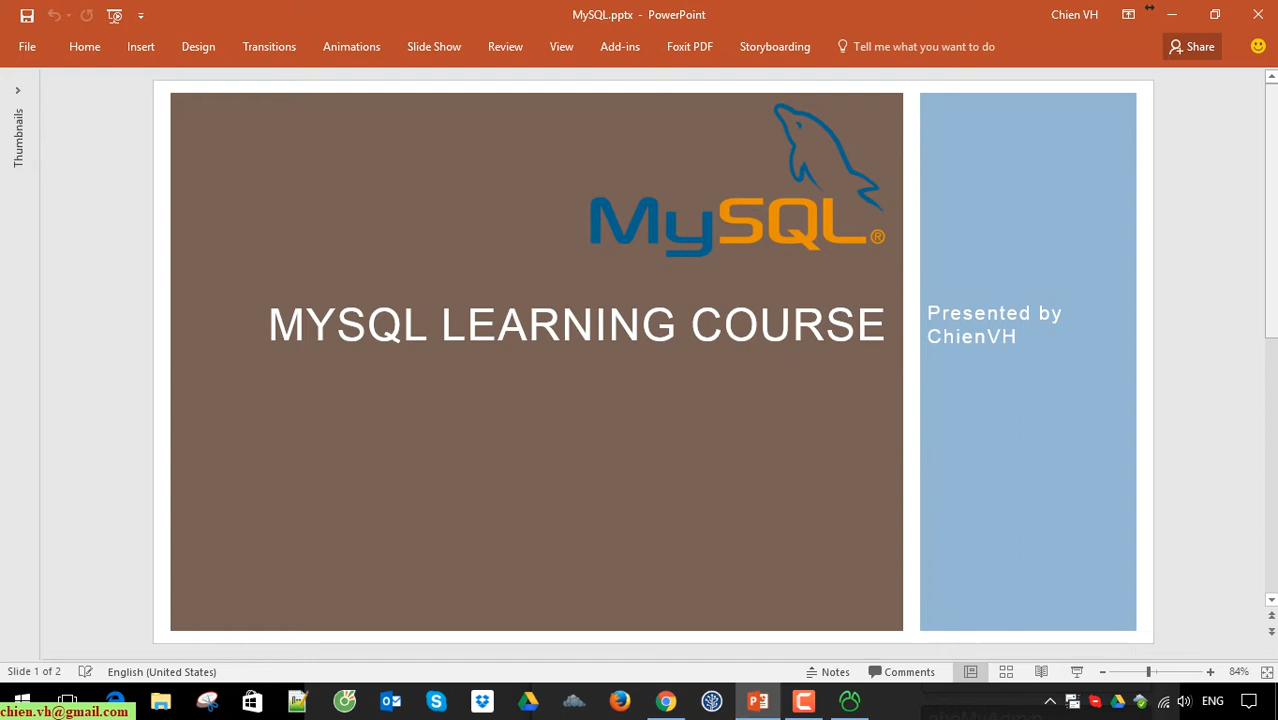 MySQL.pptx - PowerPoint
Chien VH
File Home Insert Design Transitions Animations Slide Show Review View Add-ins Foxit PDF Storyboarding Tell me what you want to do Share
Thumbnails
MySQL®
MYSQL LEARNING COURSE
Presented by
ChienVH
Slide 1 of 2 English (United States) Notes Comments 84%
ENG
chien.vh@gmail.com